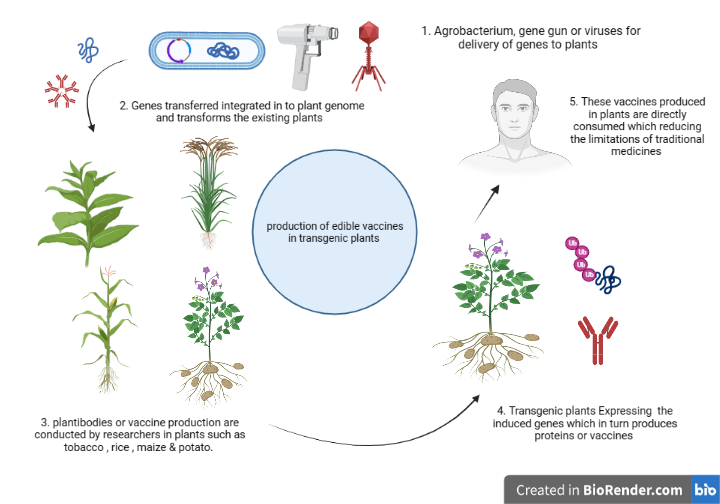 1. Agrobacterium, gene gun or viruses for
delivery of genes to plants
2. Genes transferred integrated in to plant genome
and transforms the existing plants
5. These vaccines produced
in plants are directly
consumed which reducing
the limitations of traditional
medicines
production of edible vaccines
in transgenic plants
Ub
Ub
Ub
Ub
3. plantibodies or vaccine production are
conducted by researchers in plants such as
tobacco , rice , maize & potato.
4. Transgenic plants Expressing the
induced genes which in turn produces
proteins or vaccines
Created in BioRender.com bio